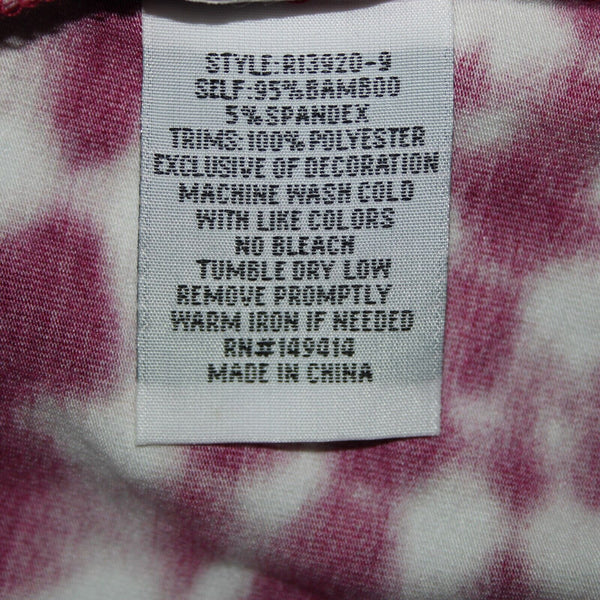 STYLE:R13920-9
SELF:95%BAMBOO
5%SPANDEX
TRIMS:100%POLYESTER
EXCLUSIVE OF DECORATION
MACHINE WASH COLD
WITH LIKE COLORS
NO BLEACH
TUMBLE DRY LOW
REMOVE PROMPTLY
WARM IRON IF NEEDED
RN#149414
MADE IN CHINA